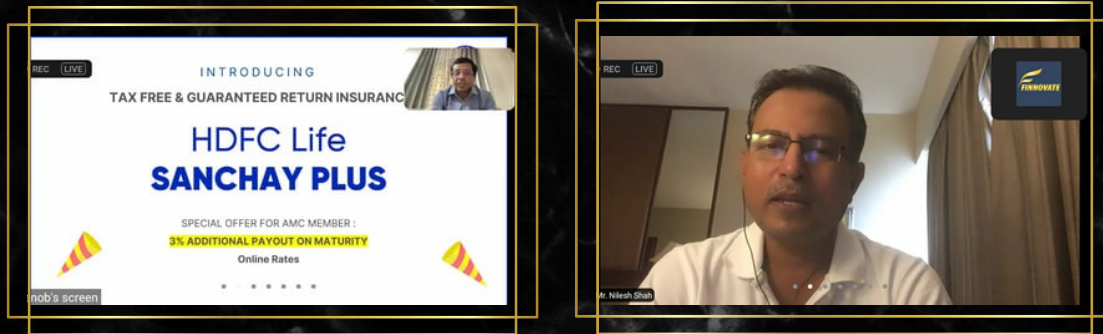 REC LIVE
INTRODUCING
TAX FREE & GUARANTEED RETURN INSURANC
HDFC Life
SANCHAY PLUS
SPECIAL OFFER FOR AMC MEMBER :
3% ADDITIONAL PAYOUT ON MATURITY
Online Rates
nob's screen
REC LIVE
FINNOVATE
Mr. Nilesh Shah